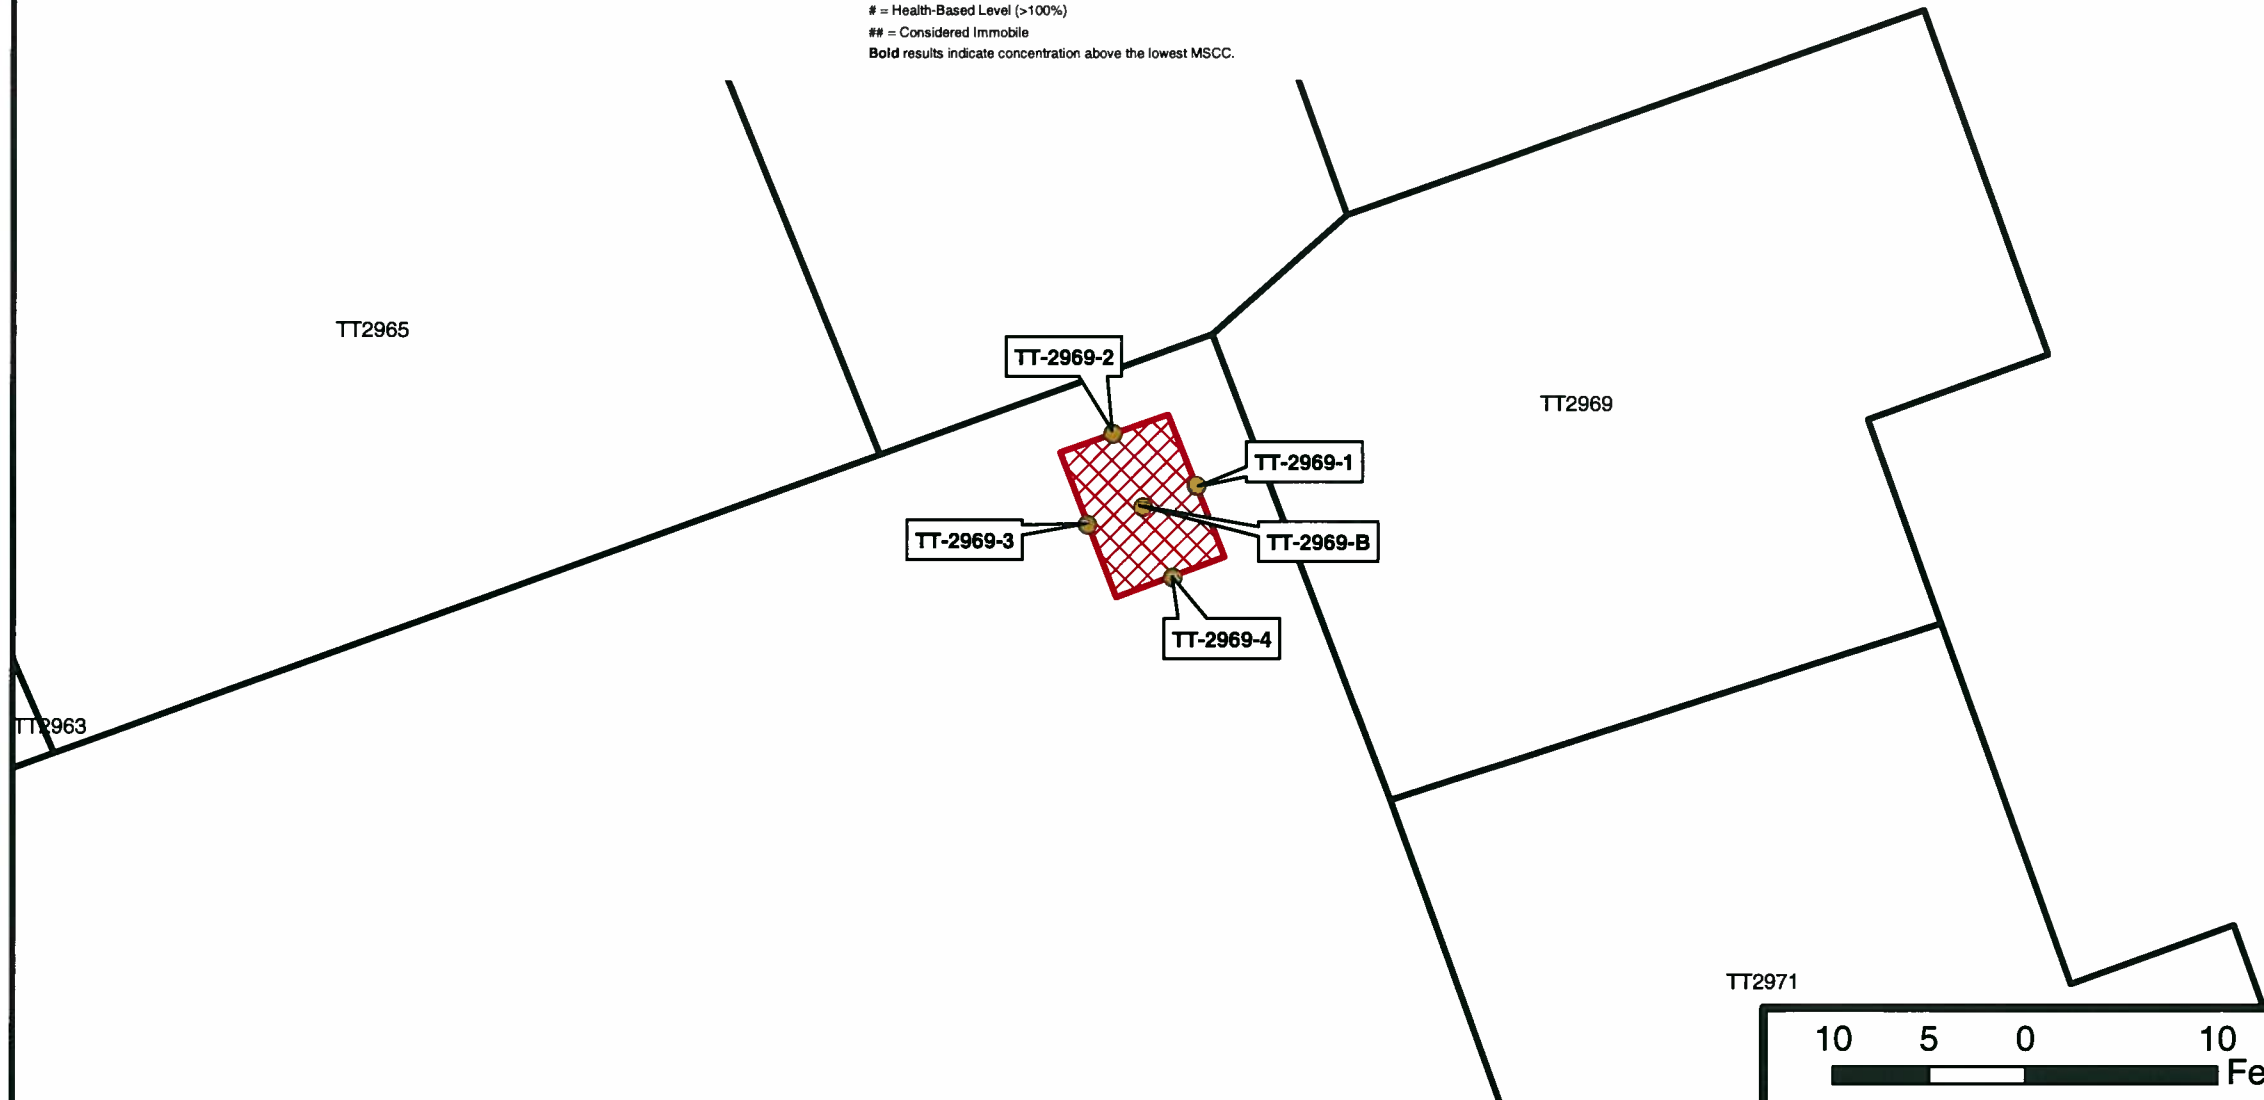 # = Health-Based Level (>100%)
## = Considered Immobile
Bold results indicate concentration above the lowest MSCC.
TT2965
TT-2969-2
TT2969
TT-2969-1
TT-2969-3
TT-2969-B
TT-2969-4
TT2963
TT2971
10 5 0 10
Fe